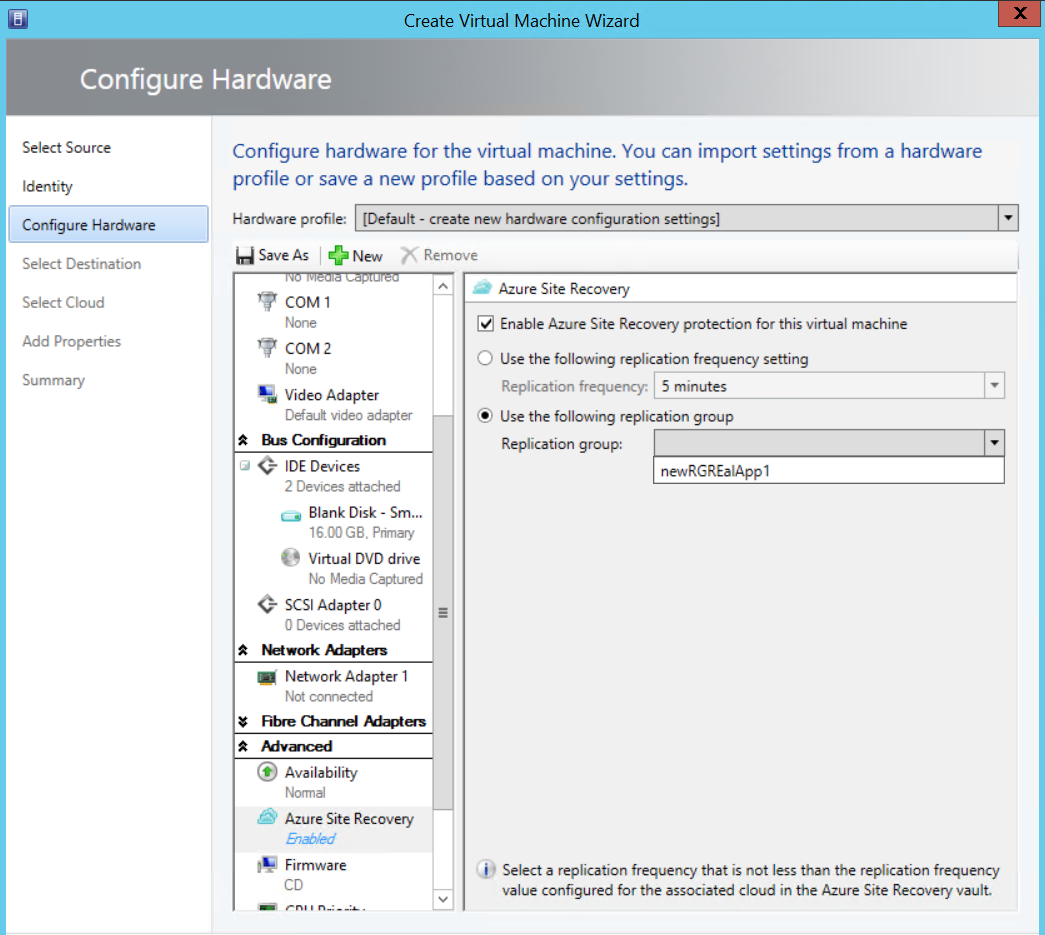 Create Virtual Machine Wizard
X
Configure Hardware
Select Source
Identity
Configure Hardware
Select Destination
Select Cloud
Add Properties
Summary
Configure hardware for the virtual machine. You can import settings from a hardware
profile or save a new profile based on your settings.
Hardware profile: [Default - create new hardware configuration settings]
Save As New Remove
No Media Captured
COM 1
None
COM 2
None
Video Adapter
Default video adapter
Bus Configuration
IDE Devices
2 Devices attached
Blank Disk - Sm...
16.00 GB, Primary
Virtual DVD drive
No Media Captured
SCSI Adapter 0
0 Devices attached
Network Adapters
Network Adapter 1
Not connected
Fibre Channel Adapters
Advanced
Availability
Normal
Azure Site Recovery
Enabled
Firmware
CD
CPU Priority
Azure Site Recovery
Enable Azure Site Recovery protection for this virtual machine
Use the following replication frequency setting
Replication frequency: 5 minutes
Use the following replication group
Replication group:
newRGREalApp1
Select a replication frequency that is not less than the replication frequency
value configured for the associated cloud in the Azure Site Recovery vault.